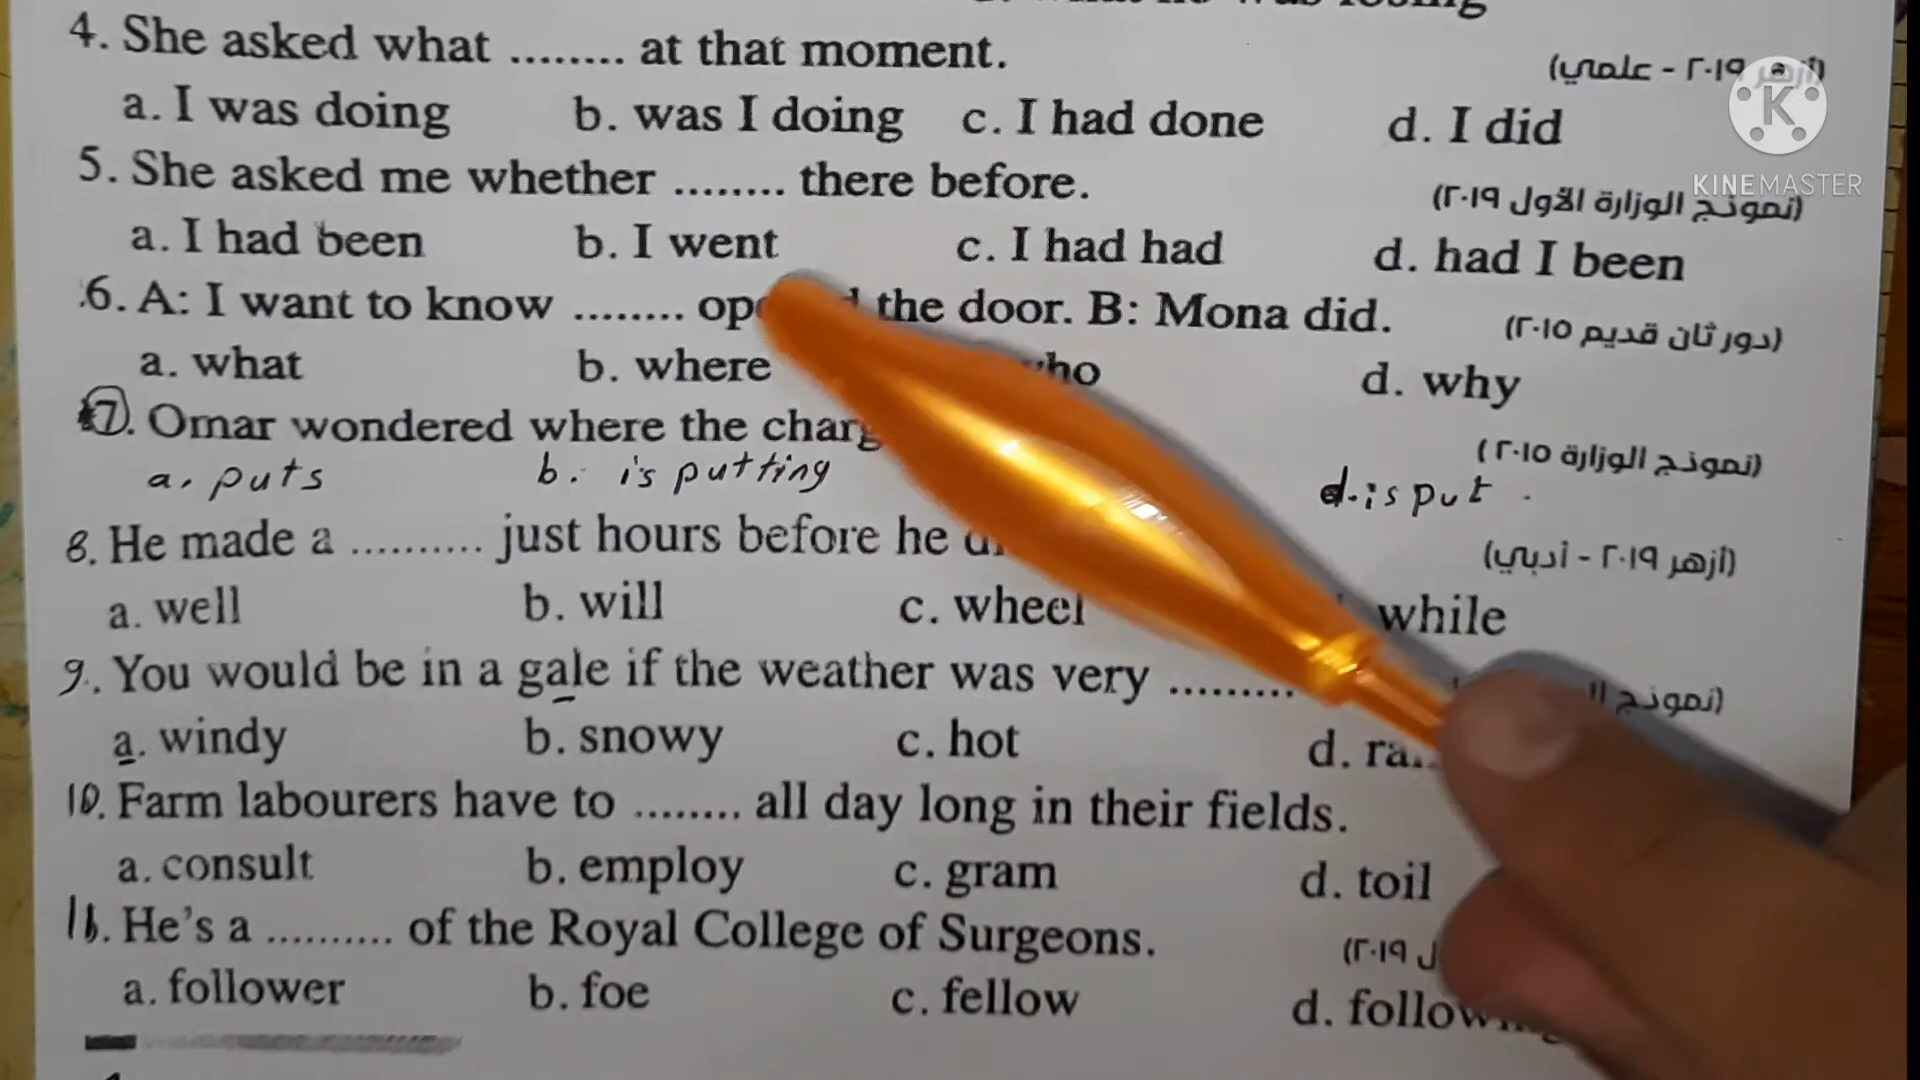 4. She asked what ........ at that moment. (أزهر ٢٠١٩ - علمي)
a. I was doing b. was I doing c. I had done d. I did
5. She asked me whether ........ there before. (نموذج الوزارة الأول ٢٠١٩)
a. I had been b. I went c. I had had d. had I been
6. A: I want to know ........ the door. B: Mona did. (دور ثان قديم ٢٠١٥)
a. what b. where d. why
7. Omar wondered where the (نموذج الوزارة ٢٠١٥)
a. puts b. is putting d. is put
8. He made a .......... just hours before he (أزهر ٢٠١٩ - أدبي)
a. well b. will c. wheel while
9. You would be in a gale if the weather was very .........
a. windy b. snowy c. hot d.
10. Farm labourers have to ........ all day long in their fields.
a. consult b. employ c. gram d. toil
11. He's a .......... of the Royal College of Surgeons. ٢٠١٩)
a. follower b. foe c. fellow d.
K
KINEMASTER